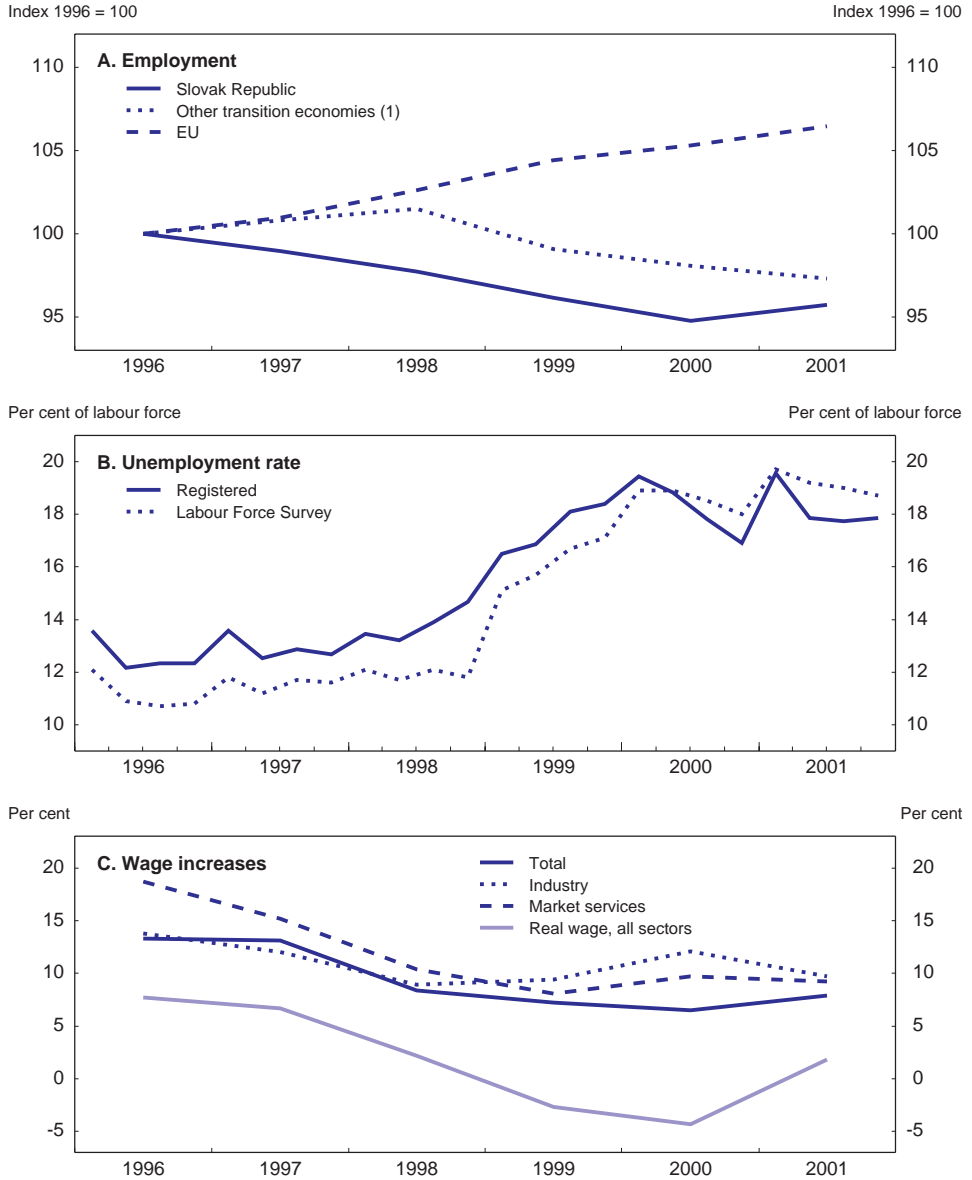 Index 1996 = 100 Index 1996 = 100
A. Employment
Slovak Republic
Other transition economies (1)
EU
110 110
105 105
100 100
95 95
1996 1997 1998 1999 2000 2001
Per cent of labour force Per cent of labour force
B. Unemployment rate
Registered
Labour Force Survey
20 20
18 18
16 16
14 14
12 12
10 10
1996 1997 1998 1999 2000 2001
Per cent Per cent
C. Wage increases
Total
Industry
Market services
Real wage, all sectors
20 20
15 15
10 10
5 5
0 0
-5 -5
1996 1997 1998 1999 2000 2001